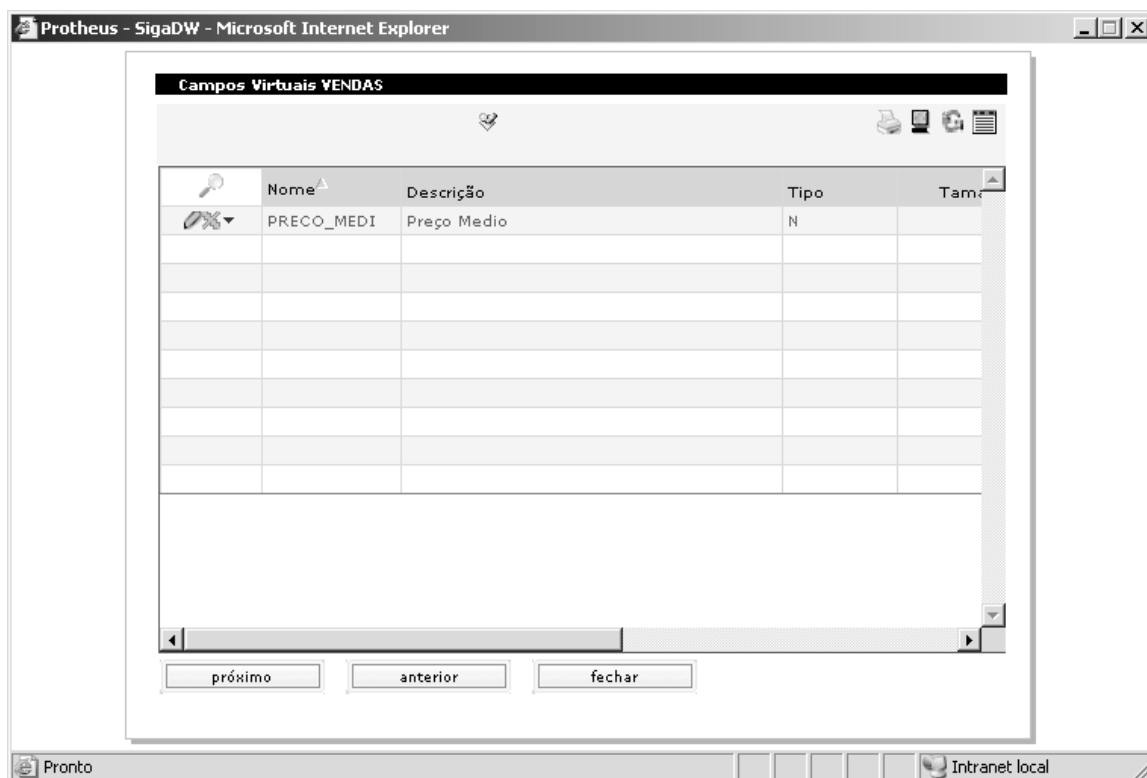 Protheus - SigaDW - Microsoft Internet Explorer
Campos Virtuais VENDAS
Nome Descrição Tipo Tama
PRECO_MEDI Preço Medio N
próximo anterior fechar
Pronto Intranet local